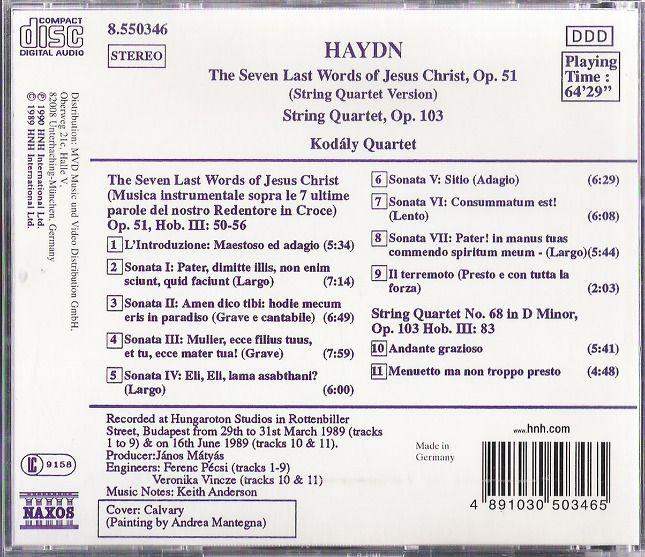 COMPACT
disc
DIGITAL AUDIO
8.550346
STEREO
HAYDN
The Seven Last Words of Jesus Christ, Op. 51
(String Quartet Version)
String Quartet, Op. 103
Kodály Quartet
DDD
Playing
Time :
64’29”
Distribution: MVD Music und Video Distribution GmbH.
Oberweg 21c, Halle V,
82008 Unterhaching-München, Germany
℗ 1990 HNH International Ltd.
© 1989 HNH International Ltd.
The Seven Last Words of Jesus Christ
(Musica instrumentale sopra le 7 ultime
parole del nostro Redentore in Croce)
Op. 51, Hob. III: 50-56
1 L'Introduzione: Maestoso ed adagio (5:34)
2 Sonata I: Pater, dimitte illis, non enim
sciunt, quid faciunt (Largo) (7:14)
3 Sonata II: Amen dico tibi: hodie mecum
eris in paradiso (Grave e cantabile) (6:49)
4 Sonata III: Mulier, ecce filius tuus,
et tu, ecce mater tua! (Grave) (7:59)
5 Sonata IV: Eli, Eli, lama asabthani?
(Largo) (6:00)
6 Sonata V: Sitio (Adagio) (6:29)
7 Sonata VI: Consummatum est!
(Lento) (6:08)
8 Sonata VII: Pater! in manus tuas
commendo spiritum meum - (Largo)(5:44)
9 Il terremoto (Presto e con tutta la
forza) (2:03)
String Quartet No. 68 in D Minor,
Op. 103 Hob. III: 83
10 Andante grazioso (5:41)
11 Menuetto ma non troppo presto (4:48)
Recorded at Hungaroton Studios in Rottenbiller
Street, Budapest from 29th to 31st March 1989 (tracks
1 to 9) & on 16th June 1989 (tracks 10 & 11).
Producer:János Mátyás
Engineers: Ferenc Pécsi (tracks 1-9)
Veronika Vincze (tracks 10 & 11)
Music Notes: Keith Anderson
Cover: Calvary
(Painting by Andrea Mantegna)
LC 9158
NAXOS
Made in
Germany
www.hnh.com
4 891030 503465